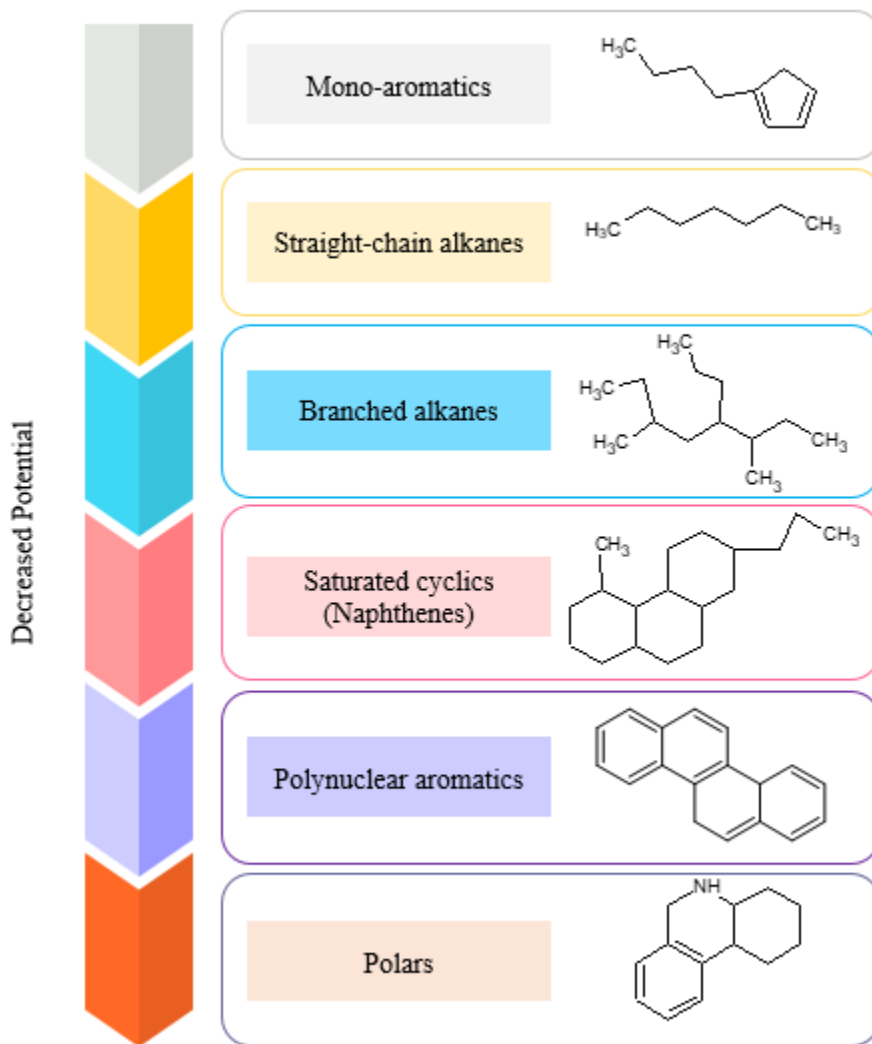 Decreased Potential
Mono-aromatics
H₃C
Straight-chain alkanes
H₃C
CH₃
Branched alkanes
H₃C
H₃C
H₃C
CH₃
CH₃
Saturated cyclics
(Naphthenes)
CH₃
CH₃
Polynuclear aromatics
Polars
NH